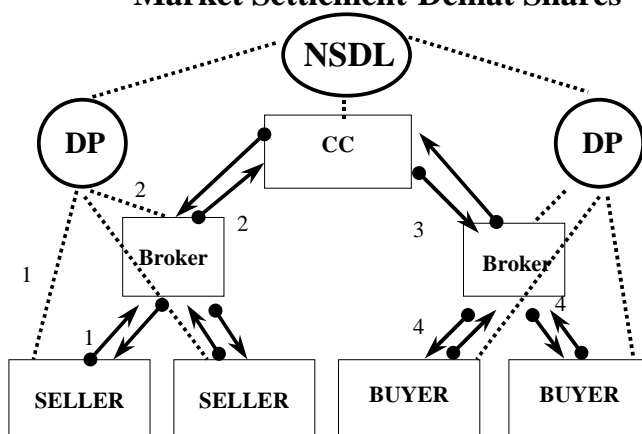 Market Settlement-Demat Shares
NSDL
DP
CC
DP
2
2
3
Broker
Broker
1
4
1
4
SELLER
SELLER
BUYER
BUYER